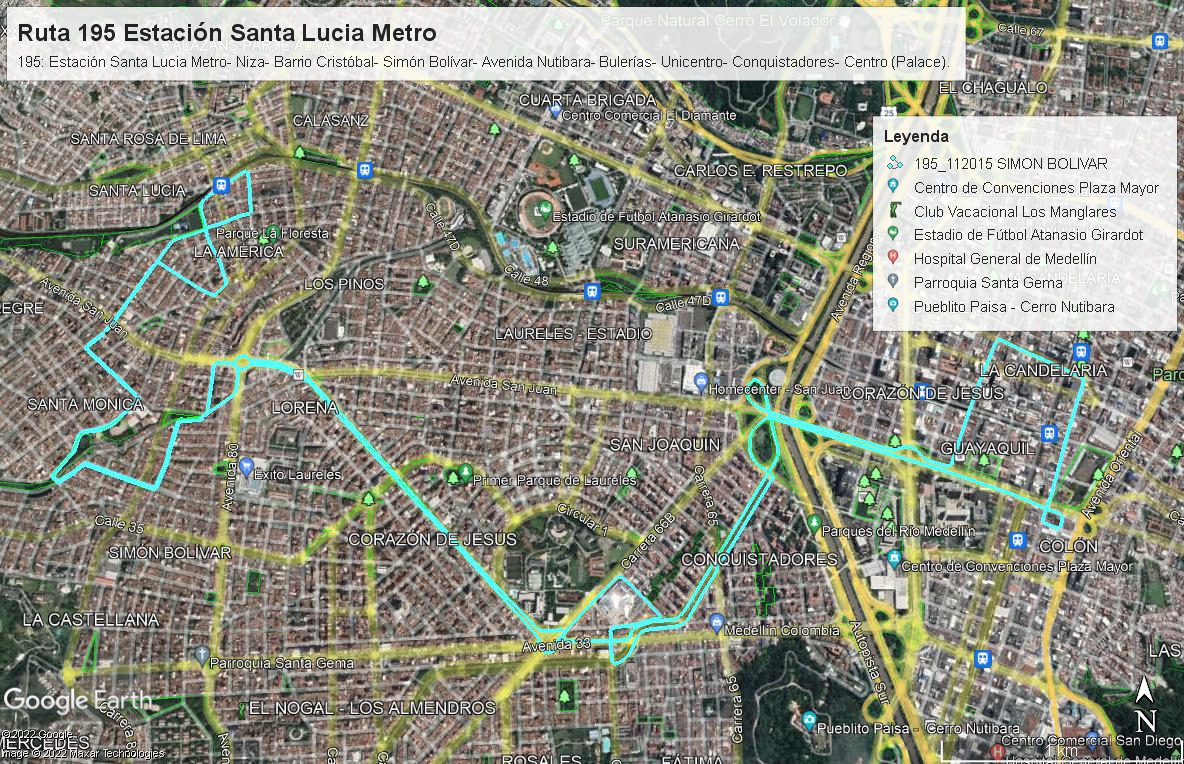 Parque Natural Cerro El Volador
Ruta 195 Estación Santa Lucia Metro
CALAZANS PARTE ALTA
195: Estación Santa Lucia Metro- Niza- Barrio Cristóbal- Simón Bolívar- Avenida Nutibara- Bulerías- Unicentro- Conquistadores- Centro (Palace).
Calle 67
EL CHAGUALO
CUARTA BRIGADA
Centro Comercial El Diamante
25
CALASANZ
SANTA ROSA DE LIMA
Leyenda
195_112015 SIMON BOLIVAR
Centro de Convenciones Plaza Mayor
Club Vacacional Los Manglares
Estadio de Fútbol Atanasio Girardot
Hospital General de Medellín
Parroquia Santa Gema
Pueblito Paisa - Cerro Nutibara
CARLOS E. RESTREPO
SANTA LUCIA
Estadio de Futbol Atanasio Girardot
Parque La Floresta
LA AMÉRICA
Calle 47D
SURAMERICANA
Avenida Regional
LOS PINOS
Calle 48
Calle 47D
CANDELARIA
Avenida San Juan
EGRE
LAURELES - ESTADIO
LA CANDELARIA
Avenida San Juan
Homecenter - San Juan
CORAZÓN DE JESÚS
Parq
SANTA MONICA
LORENA
SAN JOAQUIN
GUAYAQUIL
Avenida 80
Éxito Laureles
Primer Parque de Laureles
Carrera 65
Avenida Oriental
Circular 1
Carrera 66B
Calle 35
Parques del Río Medellín
CORAZÓN DE JESÚS
COLÓN
SIMÓN BOLÍVAR
CONQUISTADORES
Centro de Convenciones Plaza Mayor
LA CASTELLANA
Medellín Colombia
Avenida 33
Autopista Sur
LAS
Parroquia Santa Gema
Google Earth
Carrera 65
N
EL NOGAL - LOS ALMENDROS
Carrera 8
Pueblito Paisa - Cerro Nutibara
©2022 Google
MERCEDES
Image © 2022 Maxar Technologies
Centro Comercial San Diego
ROSALES
FÁTIMA
Hospital General de Medell